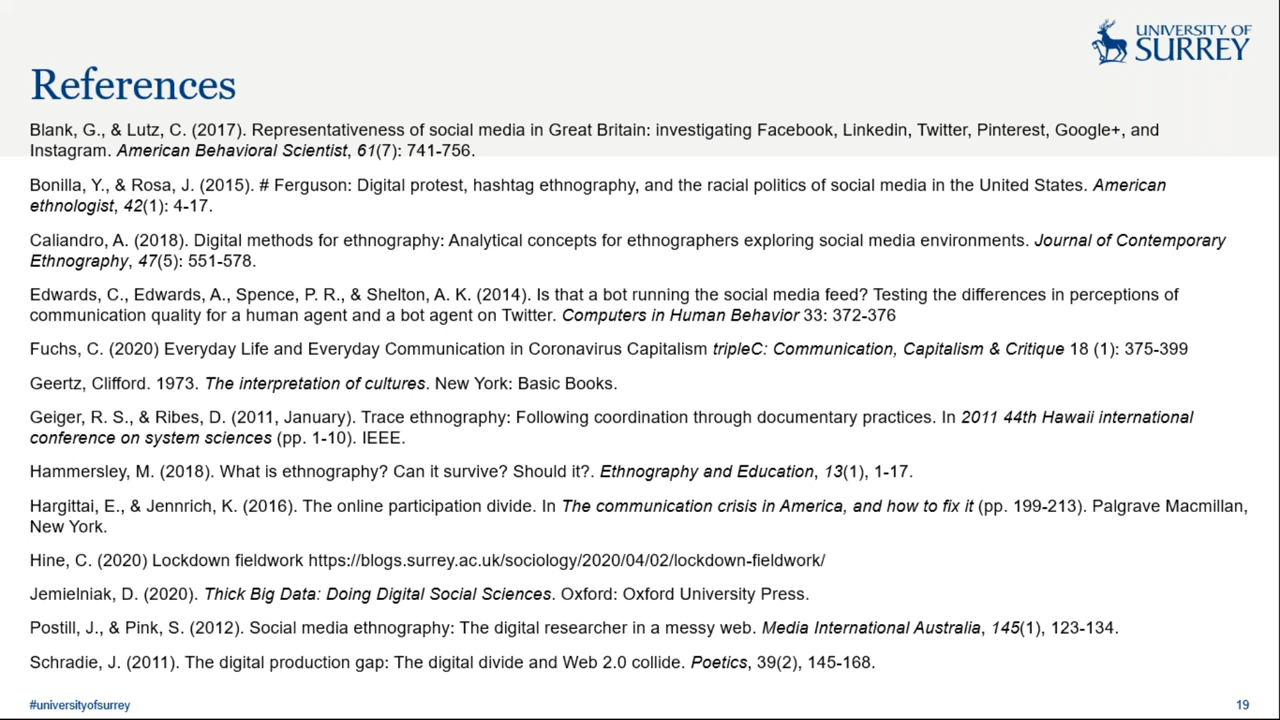 UNIVERSITY OF
SURREY
References
Blank, G., & Lutz, C. (2017). Representativeness of social media in Great Britain: investigating Facebook, Linkedin, Twitter, Pinterest, Google+, and
Instagram. American Behavioral Scientist, 61(7): 741-756.
Bonilla, Y., & Rosa, J. (2015). # Ferguson: Digital protest, hashtag ethnography, and the racial politics of social media in the United States. American
ethnologist, 42(1): 4-17.
Caliandro, A. (2018). Digital methods for ethnography: Analytical concepts for ethnographers exploring social media environments. Journal of Contemporary
Ethnography, 47(5): 551-578.
Edwards, C., Edwards, A., Spence, P. R., & Shelton, A. K. (2014). Is that a bot running the social media feed? Testing the differences in perceptions of
communication quality for a human agent and a bot agent on Twitter. Computers in Human Behavior 33: 372-376
Fuchs, C. (2020) Everyday Life and Everyday Communication in Coronavirus Capitalism tripleC: Communication, Capitalism & Critique 18 (1): 375-399
Geertz, Clifford. 1973. The interpretation of cultures. New York: Basic Books.
Geiger, R. S., & Ribes, D. (2011, January). Trace ethnography: Following coordination through documentary practices. In 2011 44th Hawaii international
conference on system sciences (pp. 1-10). IEEE.
Hammersley, M. (2018). What is ethnography? Can it survive? Should it?. Ethnography and Education, 13(1), 1-17.
Hargittai, E., & Jennrich, K. (2016). The online participation divide. In The communication crisis in America, and how to fix it (pp. 199-213). Palgrave Macmillan,
New York.
Hine, C. (2020) Lockdown fieldwork https://blogs.surrey.ac.uk/sociology/2020/04/02/lockdown-fieldwork/
Jemielniak, D. (2020). Thick Big Data: Doing Digital Social Sciences. Oxford: Oxford University Press.
Postill, J., & Pink, S. (2012). Social media ethnography: The digital researcher in a messy web. Media International Australia, 145(1), 123-134.
Schradie, J. (2011). The digital production gap: The digital divide and Web 2.0 collide. Poetics, 39(2), 145-168.
#universityofsurrey
19